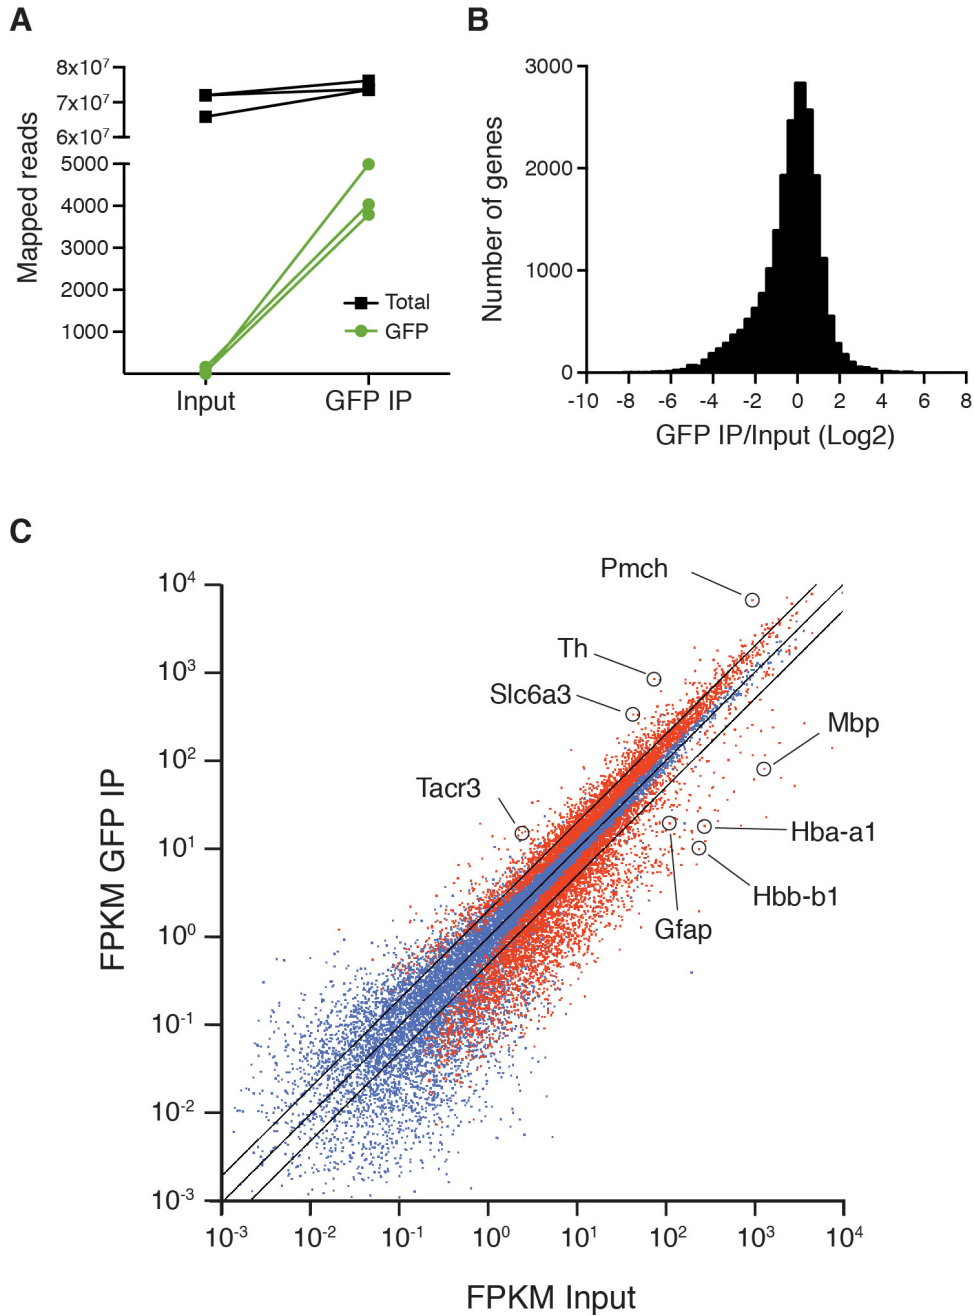 A
8x10⁷
7x10⁷
6x10⁷
5000
4000
3000
2000
1000
Mapped reads
Total
GFP
Input
GFP IP
B
3000
2000
1000
0
Number of genes
-10 -8 -6 -4 -2 0 2 4 6 8
GFP IP/Input (Log2)
C
10⁴
10³
10²
10¹
10⁰
10⁻¹
10⁻²
10⁻³
FPKM GFP IP
Pmch
Th
Slc6a3
Mbp
Tacr3
Hba-a1
Hbb-b1
Gfap
10⁻³ 10⁻² 10⁻¹ 10⁰ 10¹ 10² 10³ 10⁴
FPKM Input